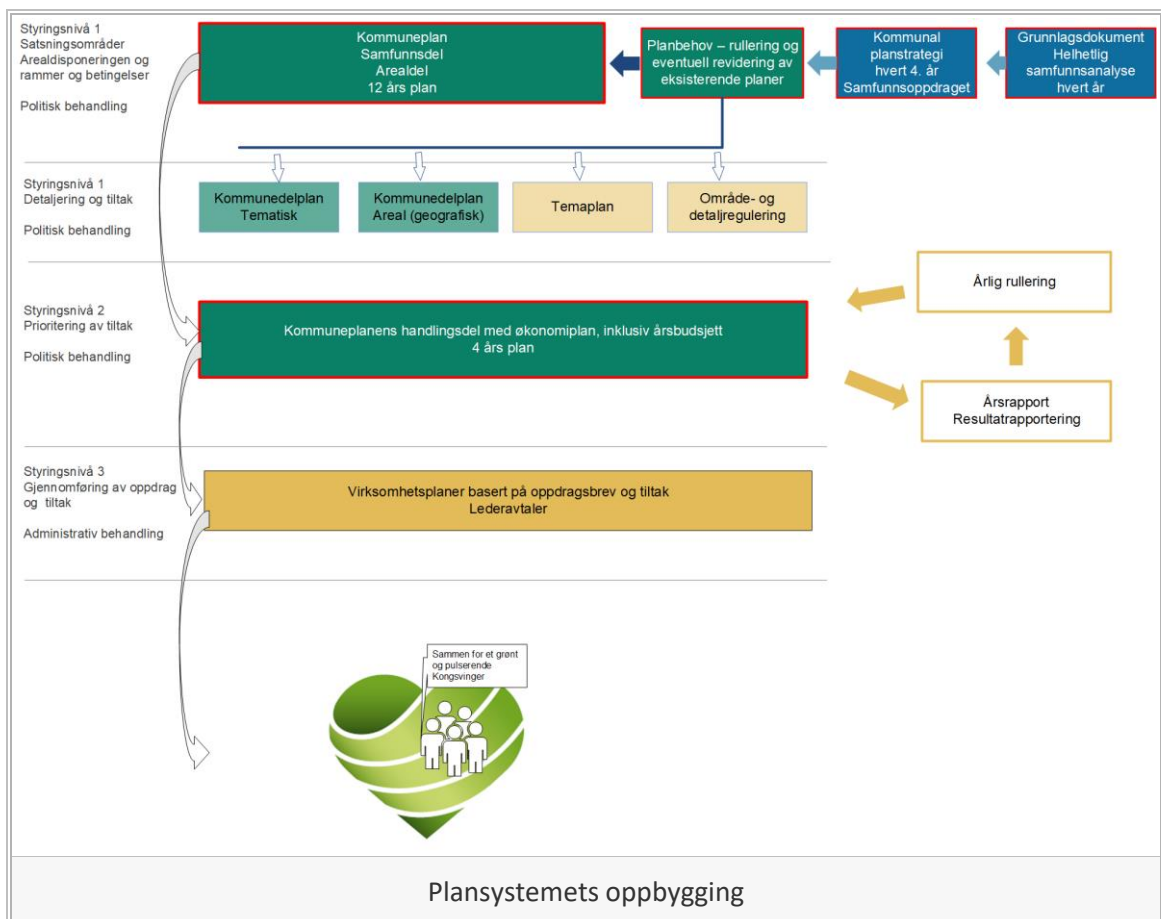 Styringsnivå 1
Satsningsområder
Arealdisponeringen og
rammer og betingelser
Politisk behandling
Kommuneplan
Samfunnsdel
Arealdel
12 års plan
Planbehov – rullering og
eventuell revidering av
eksisterende planer
Kommunal
planstrategi
hvert 4. år
Samfunnsoppdraget
Grunnlagsdokument
Helhetlig
samfunnsanalyse
hvert år
Styringsnivå 1
Detaljering og tiltak
Politisk behandling
Kommunedelplan
Tematisk
Kommunedelplan
Areal (geografisk)
Temaplan
Område- og
detaljregulering
Styringsnivå 2
Prioritering av tiltak
Politisk behandling
Kommuneplanens handlingsdel med økonomiplan, inklusiv årsbudsjett
4 års plan
Årlig rullering
Årsrapport
Resultatrapportering
Styringsnivå 3
Gjennomføring av oppdrag
og tiltak
Administrativ behandling
Virksomhetsplaner basert på oppdragsbrev og tiltak
Lederavtaler
Sammen for et grønt
og pulserende
Kongsvinger
Plansystemets oppbygging